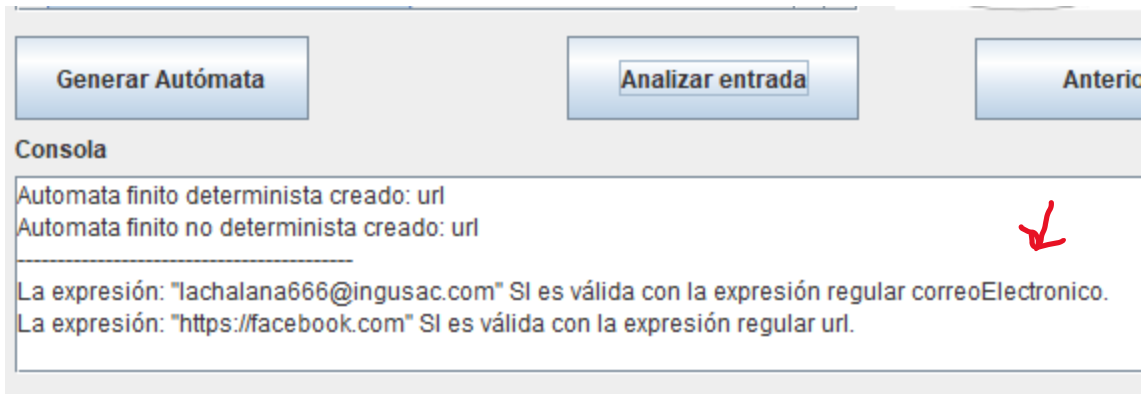 Generar Autómata
Analizar entrada
Consola
Automata finito determinista creado: url
Automata finito no determinista creado: url
-----------------------------------------
La expresión: "lachalana666@ingusac.com" SI es válida con la expresión regular correoElectronico.
La expresión: "https://facebook.com" SI es válida con la expresión regular url.